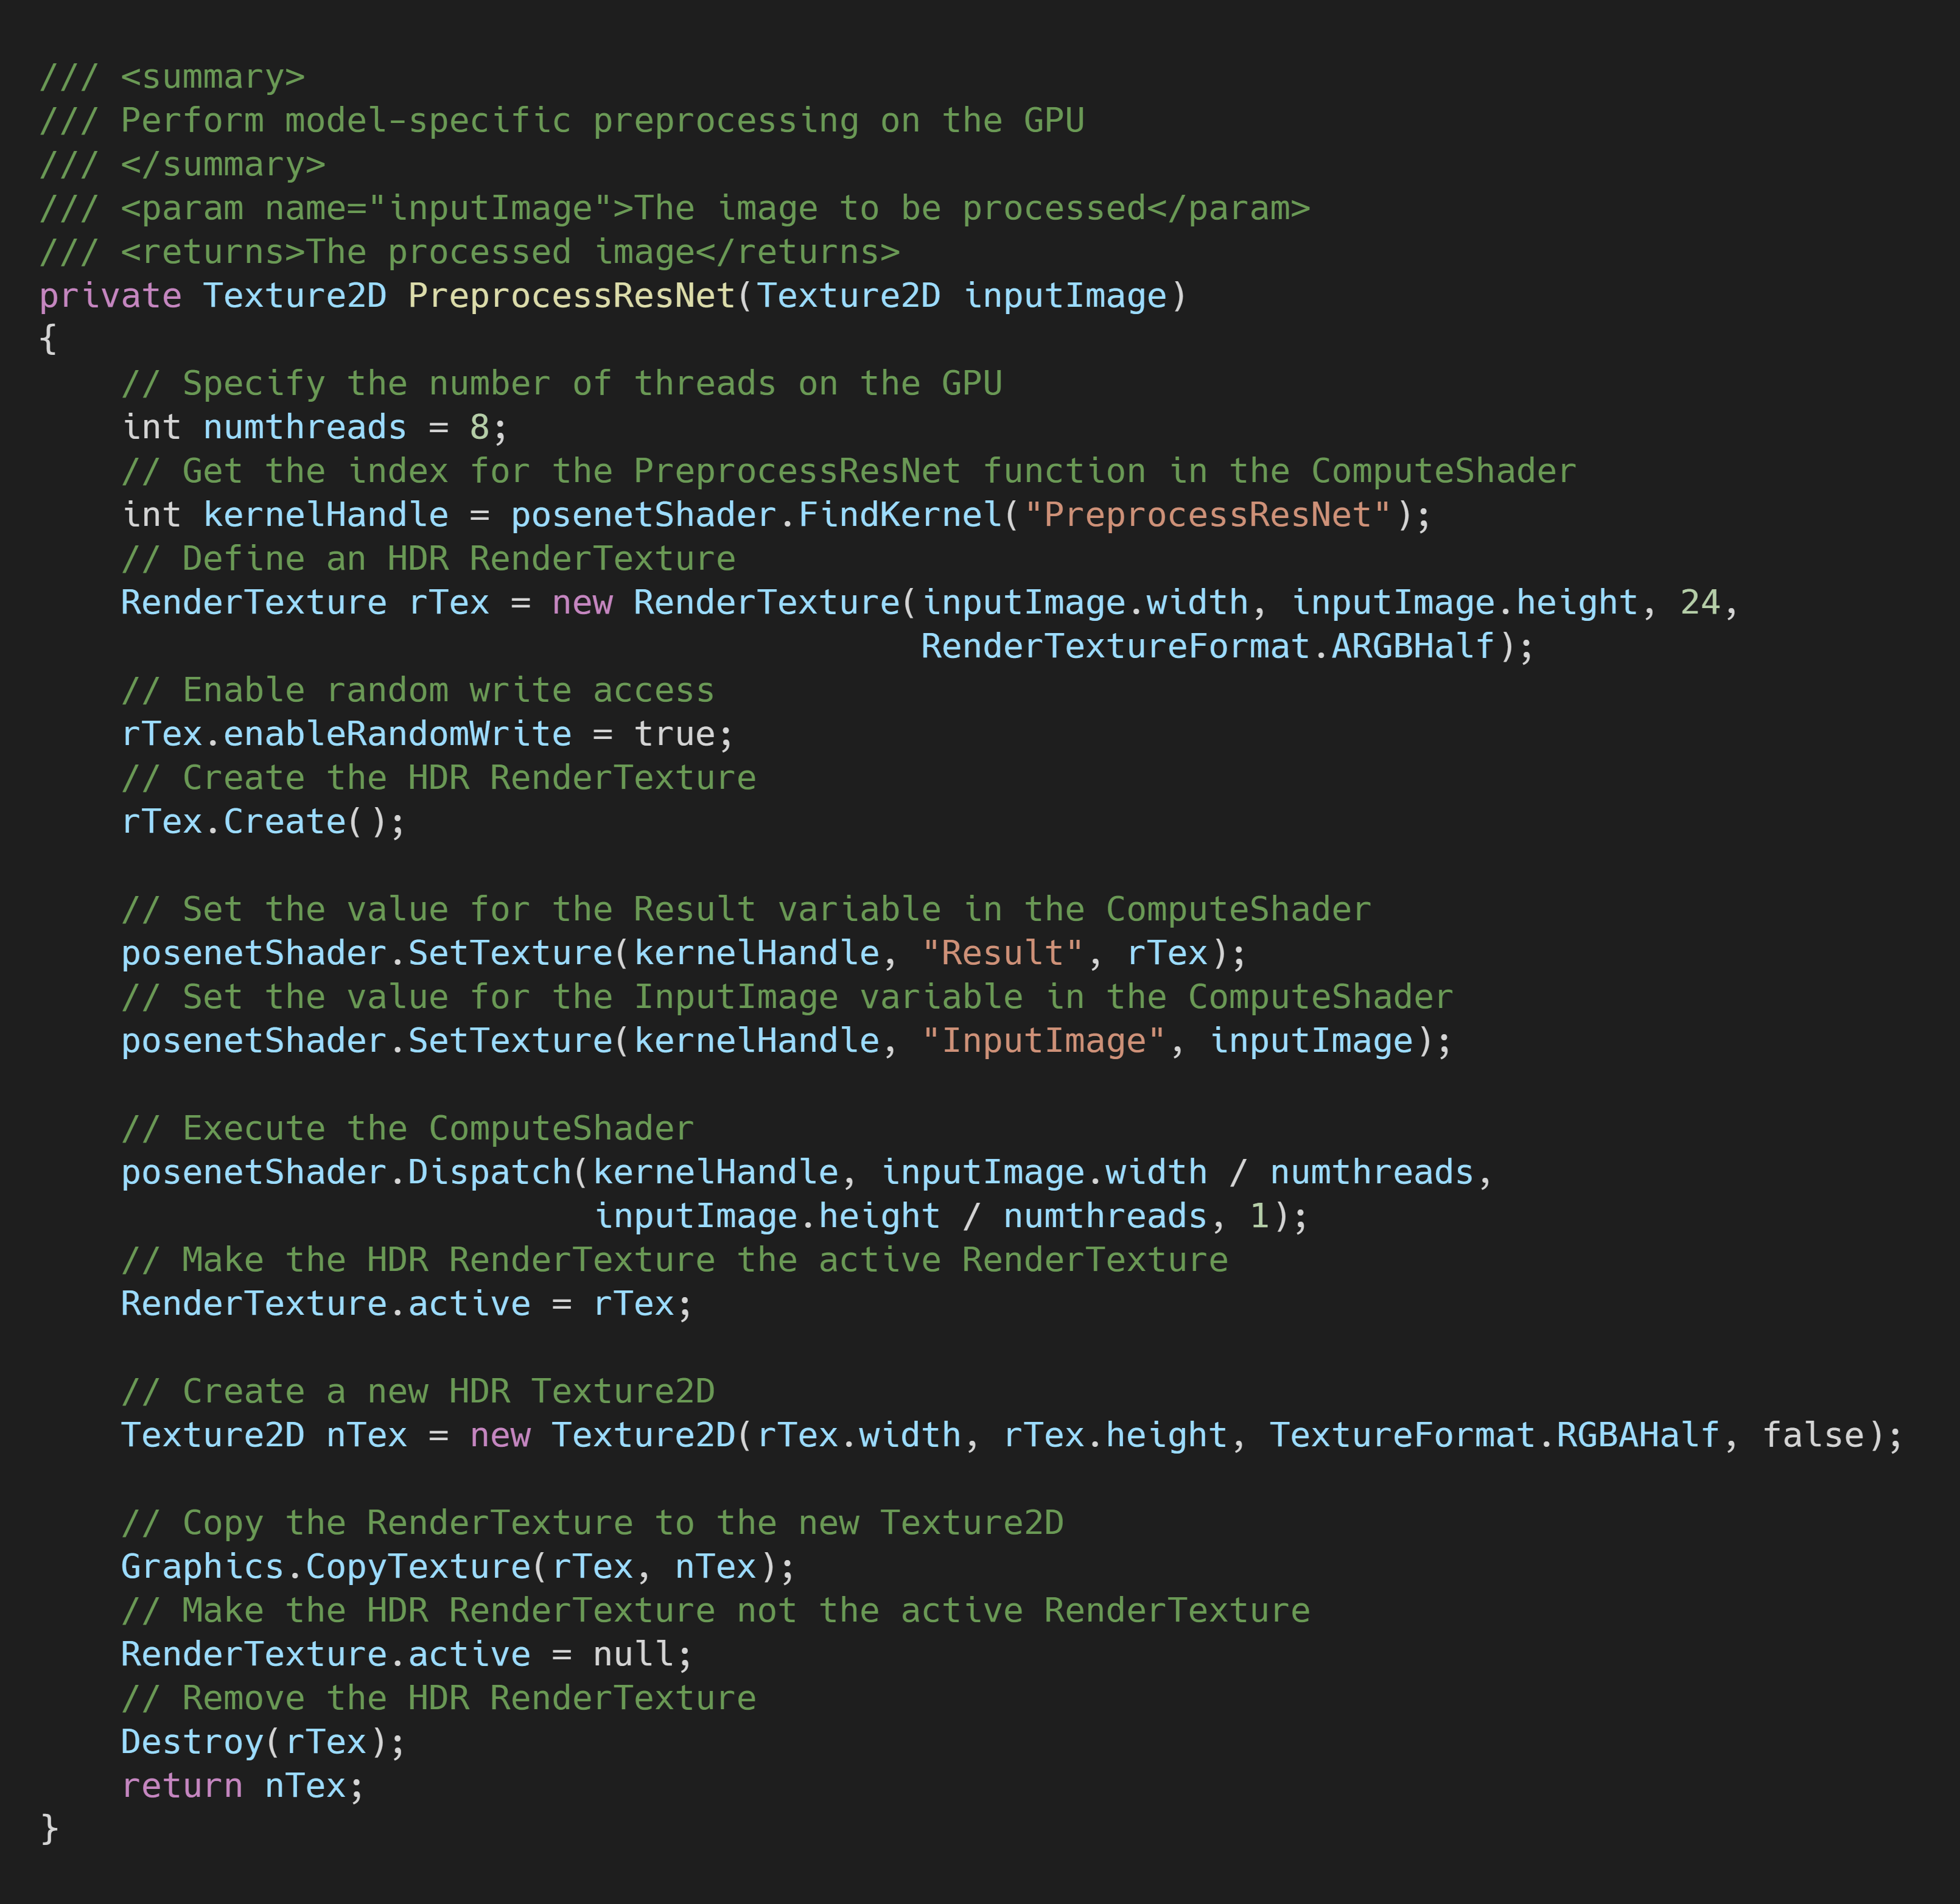 /// <summary>
/// Perform model-specific preprocessing on the GPU
/// </summary>
/// <param name="inputImage">The image to be processed</param>
/// <returns>The processed image</returns>
private Texture2D PreprocessResNet(Texture2D inputImage)
{
    // Specify the number of threads on the GPU
    int numthreads = 8;
    // Get the index for the PreprocessResNet function in the ComputeShader
    int kernelHandle = posenetShader.FindKernel("PreprocessResNet");
    // Define an HDR RenderTexture
    RenderTexture rTex = new RenderTexture(inputImage.width, inputImage.height, 24,
                                           RenderTextureFormat.ARGBHalf);
    // Enable random write access
    rTex.enableRandomWrite = true;
    // Create the HDR RenderTexture
    rTex.Create();

    // Set the value for the Result variable in the ComputeShader
    posenetShader.SetTexture(kernelHandle, "Result", rTex);
    // Set the value for the InputImage variable in the ComputeShader
    posenetShader.SetTexture(kernelHandle, "InputImage", inputImage);

    // Execute the ComputeShader
    posenetShader.Dispatch(kernelHandle, inputImage.width / numthreads,
                           inputImage.height / numthreads, 1);
    // Make the HDR RenderTexture the active RenderTexture
    RenderTexture.active = rTex;

    // Create a new HDR Texture2D
    Texture2D nTex = new Texture2D(rTex.width, rTex.height, TextureFormat.RGBAHalf, false);

    // Copy the RenderTexture to the new Texture2D
    Graphics.CopyTexture(rTex, nTex);
    // Make the HDR RenderTexture not the active RenderTexture
    RenderTexture.active = null;
    // Remove the HDR RenderTexture
    Destroy(rTex);
    return nTex;
}